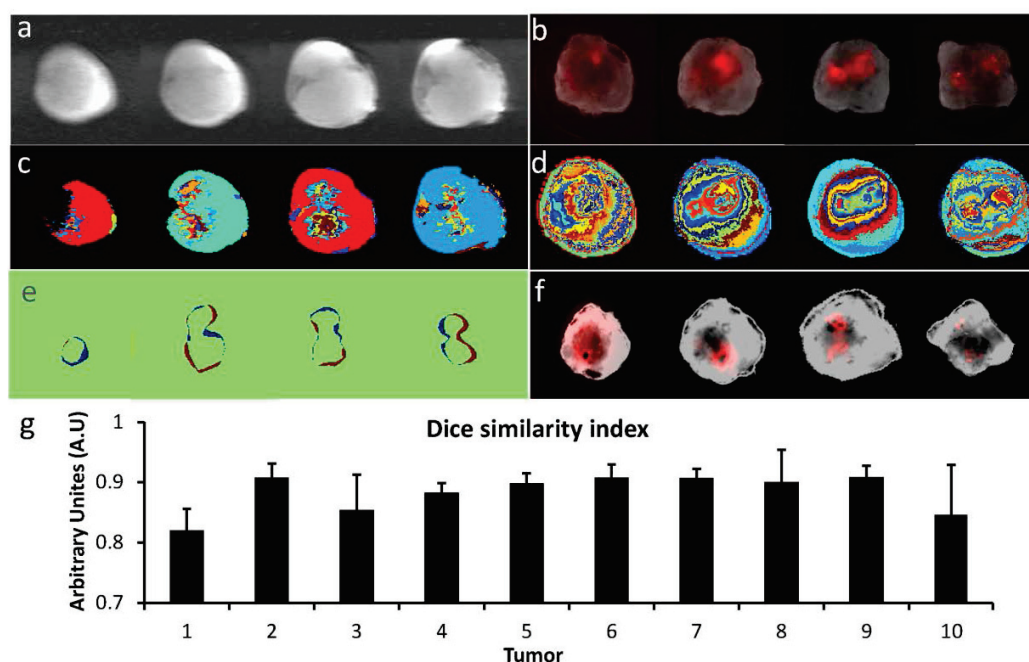 a
b
c
d
e
f
g
Dice similarity index
Arbitrary Unites (A.U)
1
0.9
0.8
0.7
1 2 3 4 5 6 7 8 9 10
Tumor